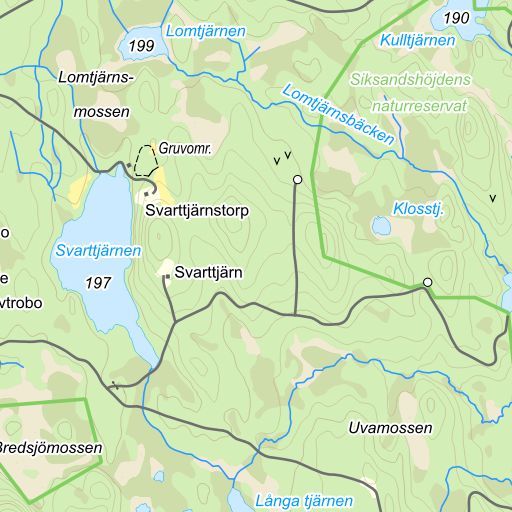 190
Lomtjärnen
Kulltjärnen
199
Lomtjärns-
mossen
Siksandshöjdens
naturreservat
Lomtjärnsbäcken
Gruvomr.
Svarttjärnstorp
Klosstj.
o
Svarttjärnen
Svarttjärn
e
197
vtrobo
Uvamossen
Bredsjömossen
Långa tjärnen